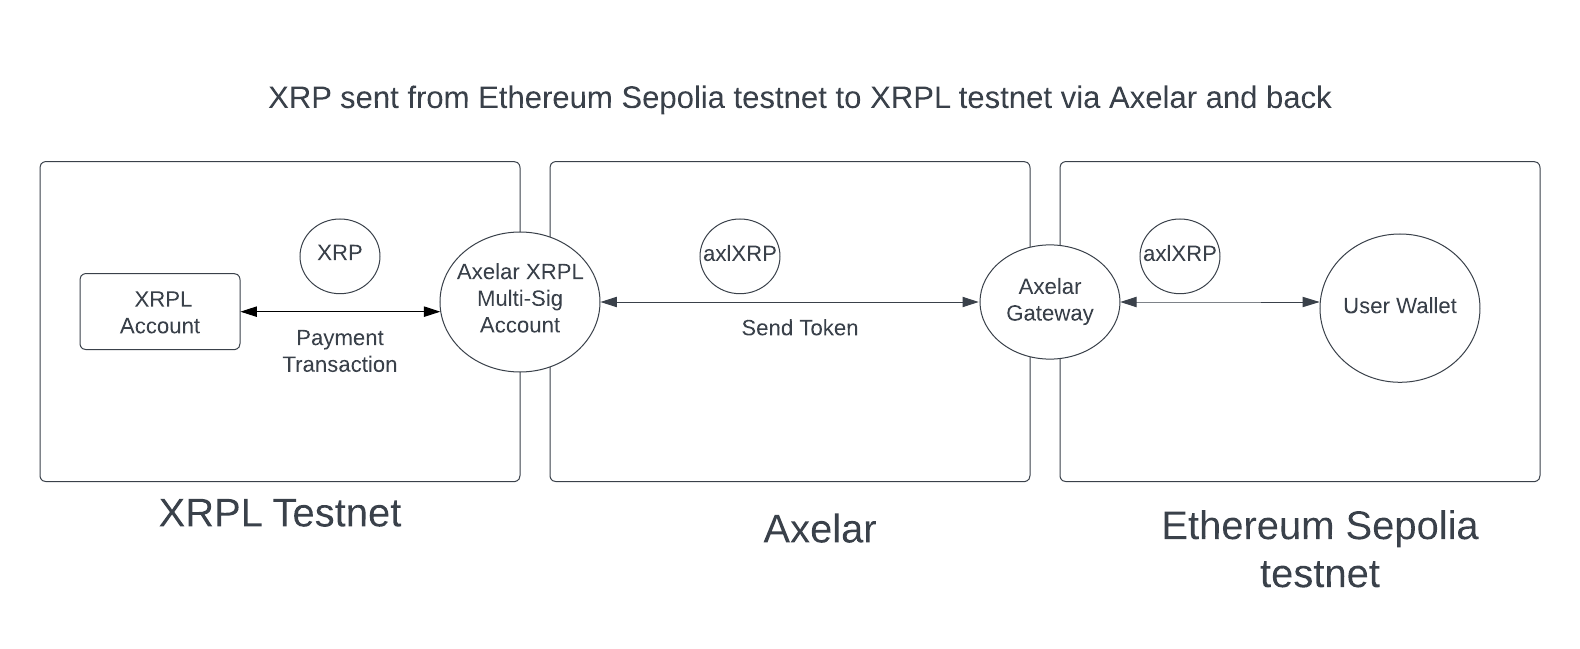 XRP sent from Ethereum Sepolia testnet to XRPL testnet via Axelar and back
XRP
XRPL
Account
Payment
Transaction
Axelar XRPL
Multi-Sig
Account
axlXRP
Send Token
Axelar
Gateway
axlXRP
User Wallet
XRPL Testnet
Axelar
Ethereum Sepolia
testnet